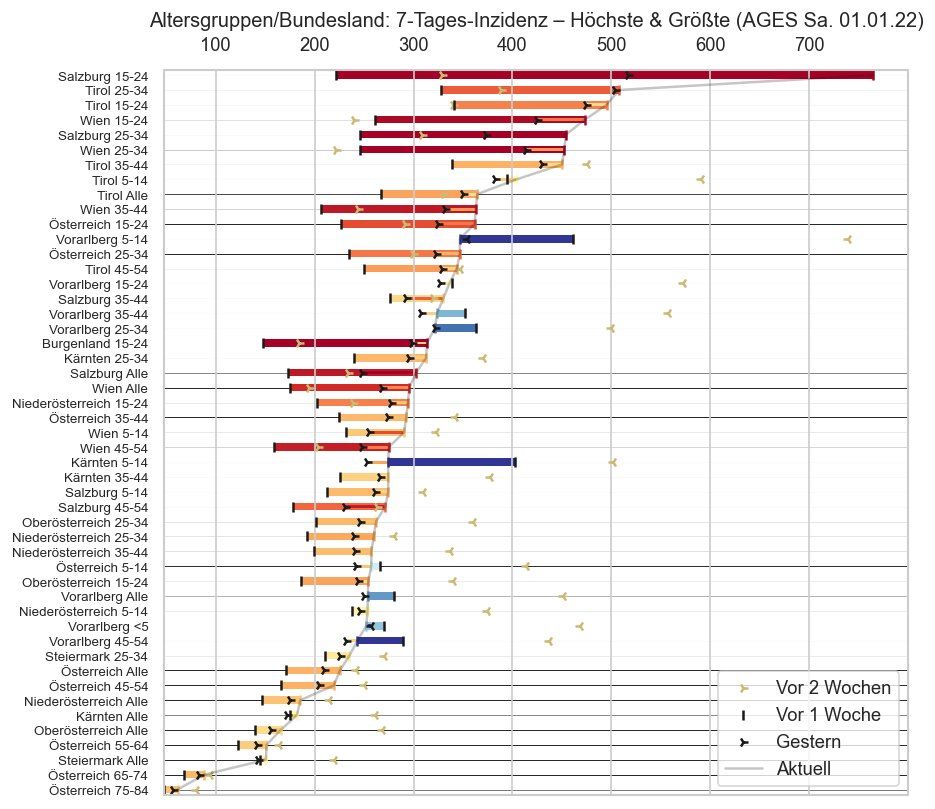 Altersgruppen/Bundesland: 7-Tages-Inzidenz – Höchste & Größte (AGES Sa. 01.01.22)
100 200 300 400 500 600 700
Salzburg 15-24
Tirol 25-34
Tirol 15-24
Wien 15-24
Salzburg 25-34
Wien 25-34
Tirol 35-44
Tirol 5-14
Tirol Alle
Wien 35-44
Österreich 15-24
Vorarlberg 5-14
Österreich 25-34
Tirol 45-54
Vorarlberg 15-24
Salzburg 35-44
Vorarlberg 35-44
Vorarlberg 25-34
Burgenland 15-24
Kärnten 25-34
Salzburg Alle
Wien Alle
Niederösterreich 15-24
Österreich 35-44
Wien 5-14
Wien 45-54
Kärnten 5-14
Kärnten 35-44
Salzburg 5-14
Salzburg 45-54
Oberösterreich 25-34
Niederösterreich 25-34
Niederösterreich 35-44
Österreich 5-14
Oberösterreich 15-24
Vorarlberg Alle
Niederösterreich 5-14
Vorarlberg <5
Vorarlberg 45-54
Steiermark 25-34
Österreich Alle
Österreich 45-54
Niederösterreich Alle
Kärnten Alle
Oberösterreich Alle
Österreich 55-64
Steiermark Alle
Österreich 65-74
Österreich 75-84
Vor 2 Wochen
Vor 1 Woche
Gestern
Aktuell